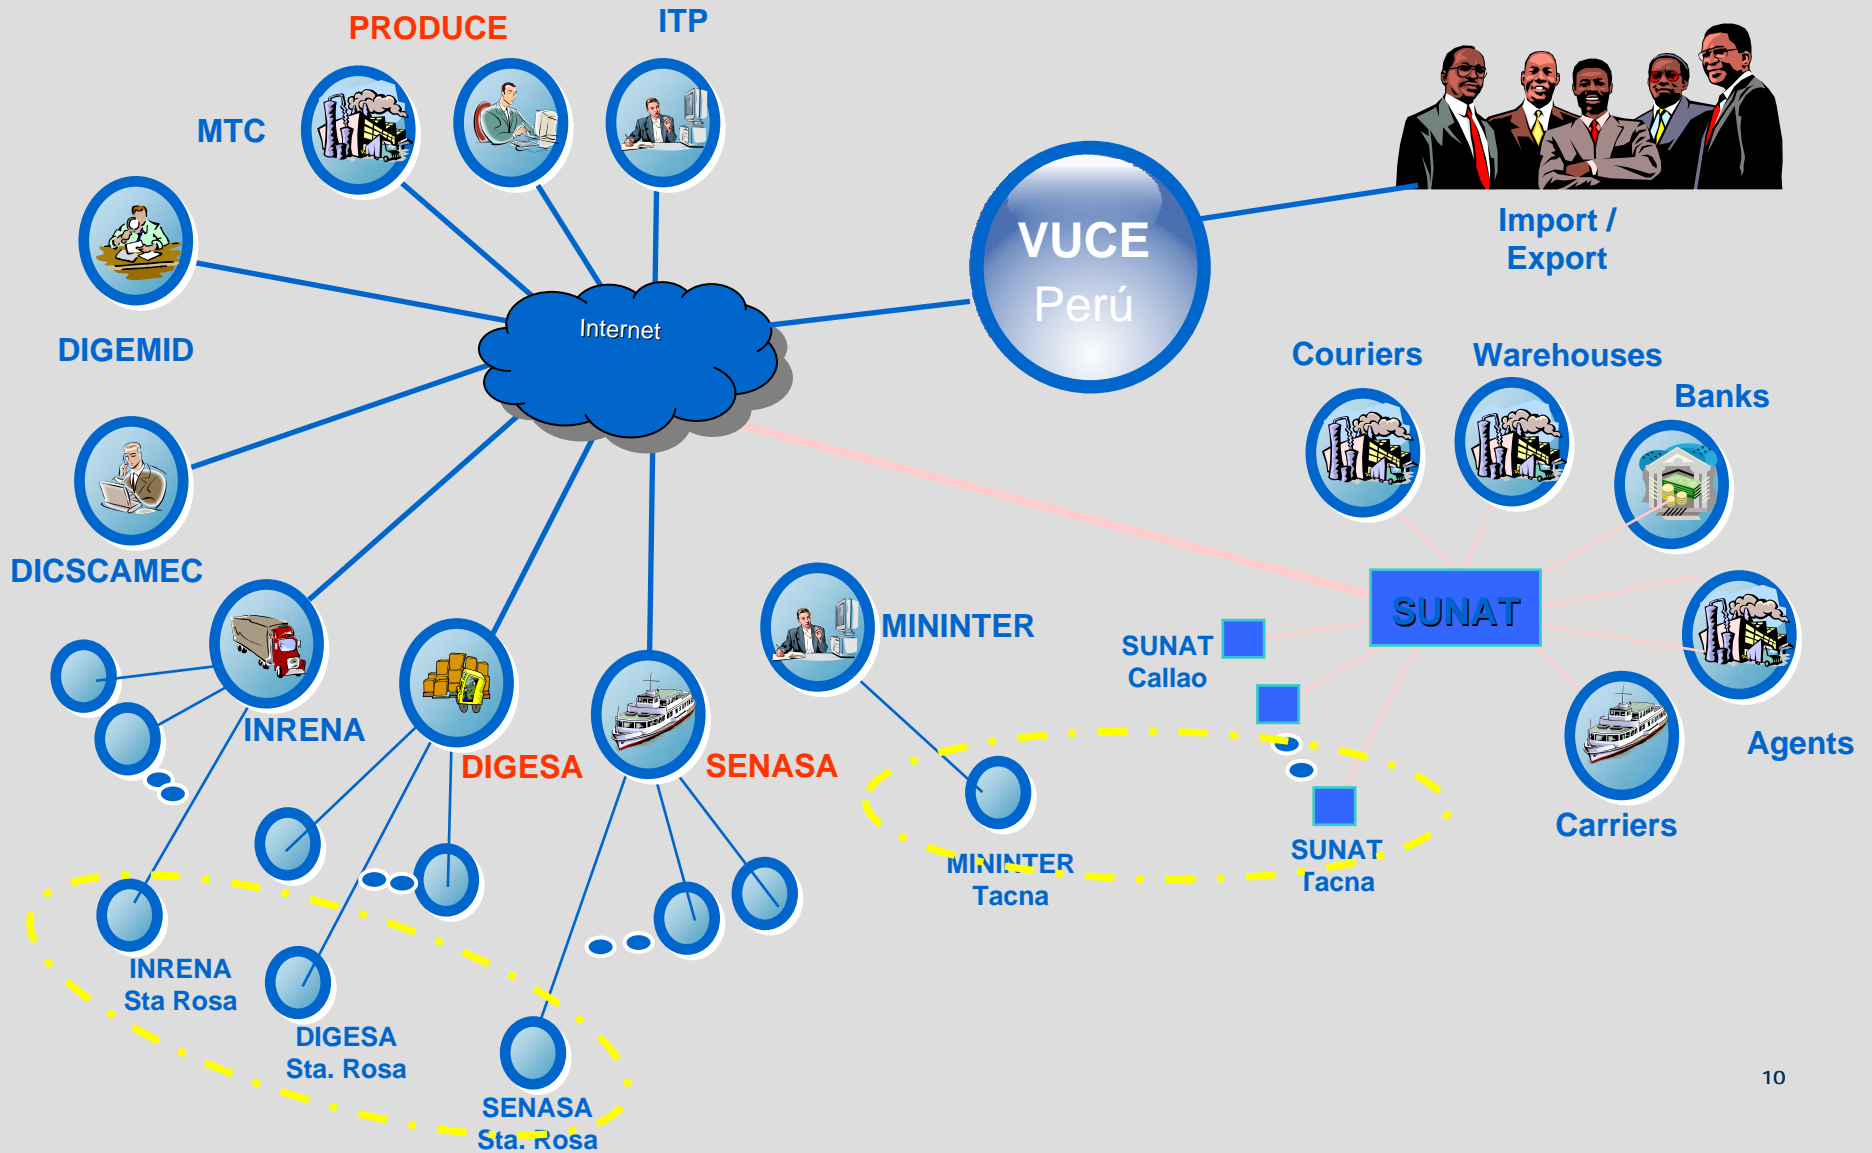 PRODUCE
ITP
MTC
DIGEMID
Internet
VUCE
Perú
Import /
Export
Couriers
Warehouses
Banks
DICSCAMEC
SUNAT
MININTER
SUNAT
Callao
INRENA
DIGESA
SENASA
Agents
Carriers
MININTER
Tacna
SUNAT
Tacna
INRENA
Sta Rosa
DIGESA
Sta. Rosa
SENASA
Sta. Rosa
10